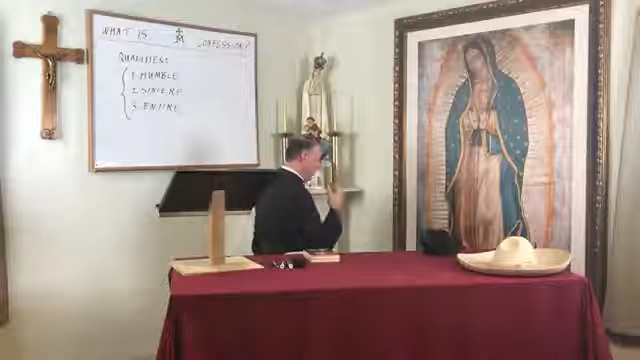 WHAT IS
CONFESSION?
QUALITIES:
1. HUMBLE
2. SINCERE
3. ENTIRE